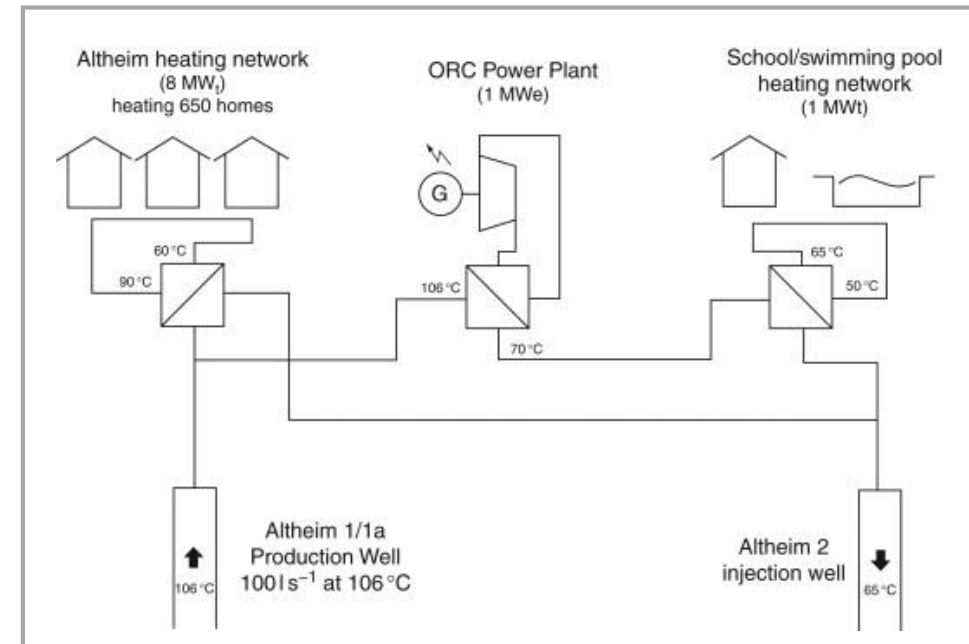 Altheim heating network
(8 MWₜ)
heating 650 homes
ORC Power Plant
(1 MWe)
School/swimming pool
heating network
(1 MWt)
G
60 °C
90 °C
106 °C
70 °C
65 °C
50 °C
Altheim 1/1a
Production Well
100 l s⁻¹ at 106 °C
106 °C
Altheim 2
injection well
65 °C